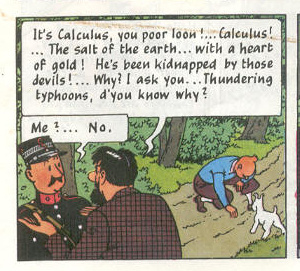 It's Calculus, you poor loon!...Calculus!
... The salt of the earth... with a heart
of gold! He's been kidnapped by those
devils!... Why? I ask you...Thundering
typhoons, d'you know why?
Me?... No.